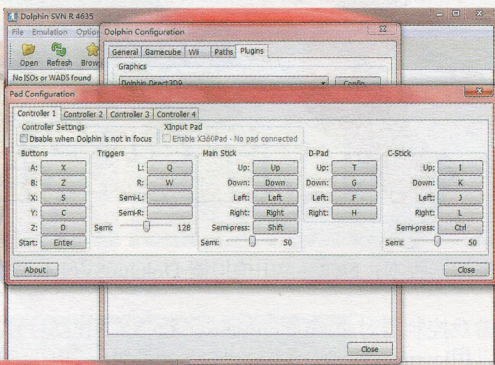 Dolphin SVN R 4635
File Emulation Option
Open Refresh Brow
No ISOs or WADS found
Dolphin Configuration
General Gamecube Wii Paths Plugins
Graphics
Dolphin Direct3D9 Config...
Pad Configuration
Controller 1 Controller 2 Controller 3 Controller 4
Controller Settings XInput Pad
Disable when Dolphin is not in focus Enable X360Pad - No pad connected
Buttons Triggers Main Stick D-Pad C-Stick
A: X L: Q Up: Up Up: T Up: I
B: Z R: W Down: Down Down: G Down: K
X: S Semi-L: Left: Left Left: F Left: J
Y: C Semi-R: Right: Right Right: H Right: L
Z: D Semi: 128 Semi-press: Shift Semi-press: Ctrl
Start: Enter Semi: 50 Semi: 50
About Close
Close